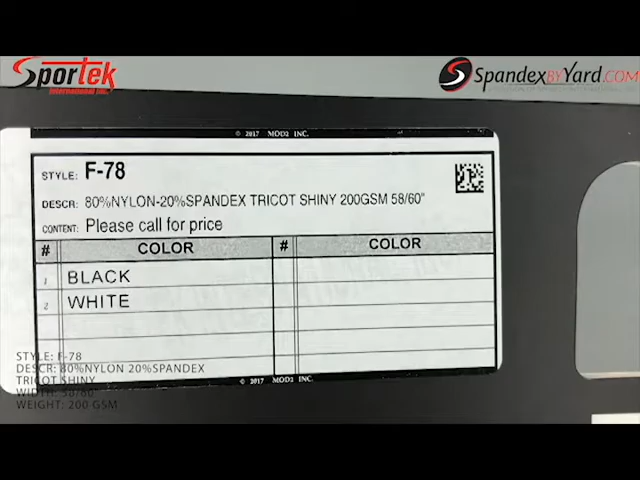 Sportek
International Inc.
SpandexbyYard.com
© 2017 MOD2 INC.
STYLE: F-78
DESCR: 80%NYLON-20%SPANDEX TRICOT SHINY 200GSM 58/60"
CONTENT: Please call for price
# COLOR # COLOR
1 BLACK
2 WHITE
© 2017 MOD2 INC.
STYLE: F-78
DESCR: 80%NYLON 20%SPANDEX
TRICOT SHINY
WIDTH: 58/60"
WEIGHT: 200 GSM